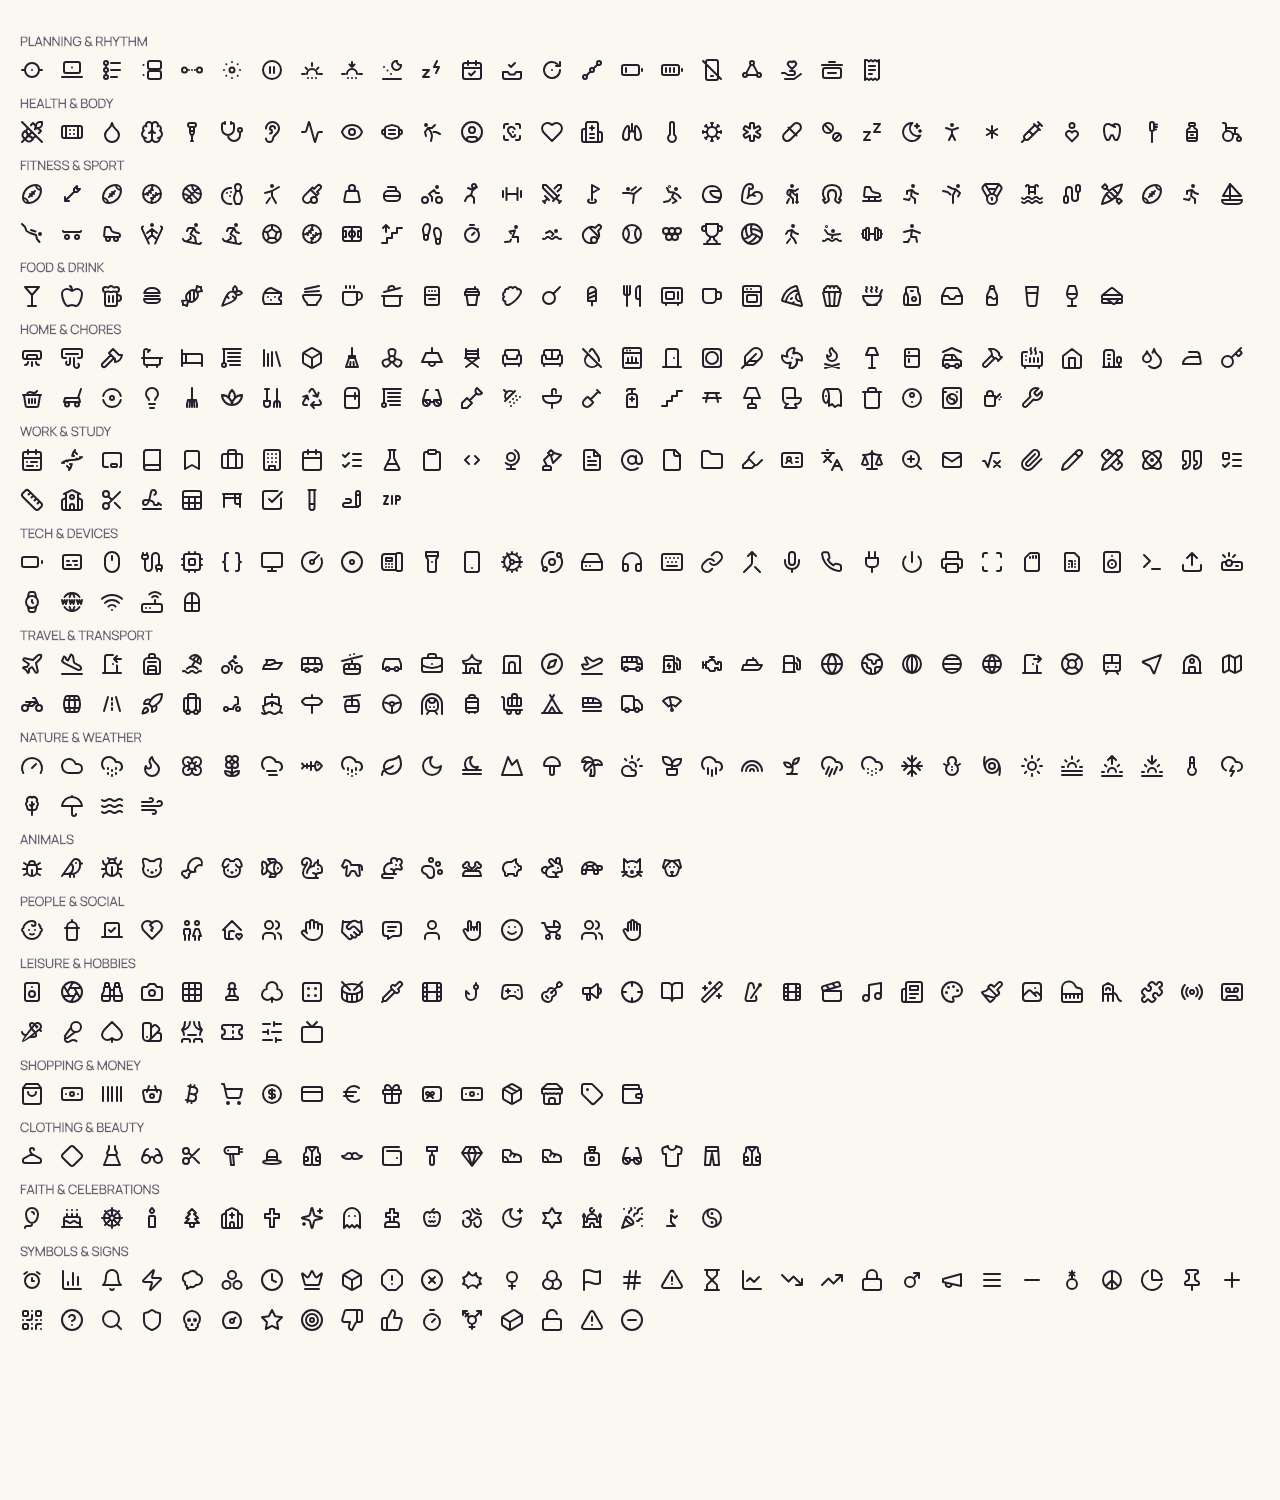 PLANNING & RHYTHM
HEALTH & BODY
FITNESS & SPORT
FOOD & DRINK
HOME & CHORES
WORK & STUDY
ZIP
TECH & DEVICES
WWW
TRAVEL & TRANSPORT
NATURE & WEATHER
ANIMALS
PEOPLE & SOCIAL
LEISURE & HOBBIES
SHOPPING & MONEY
CLOTHING & BEAUTY
FAITH & CELEBRATIONS
SYMBOLS & SIGNS